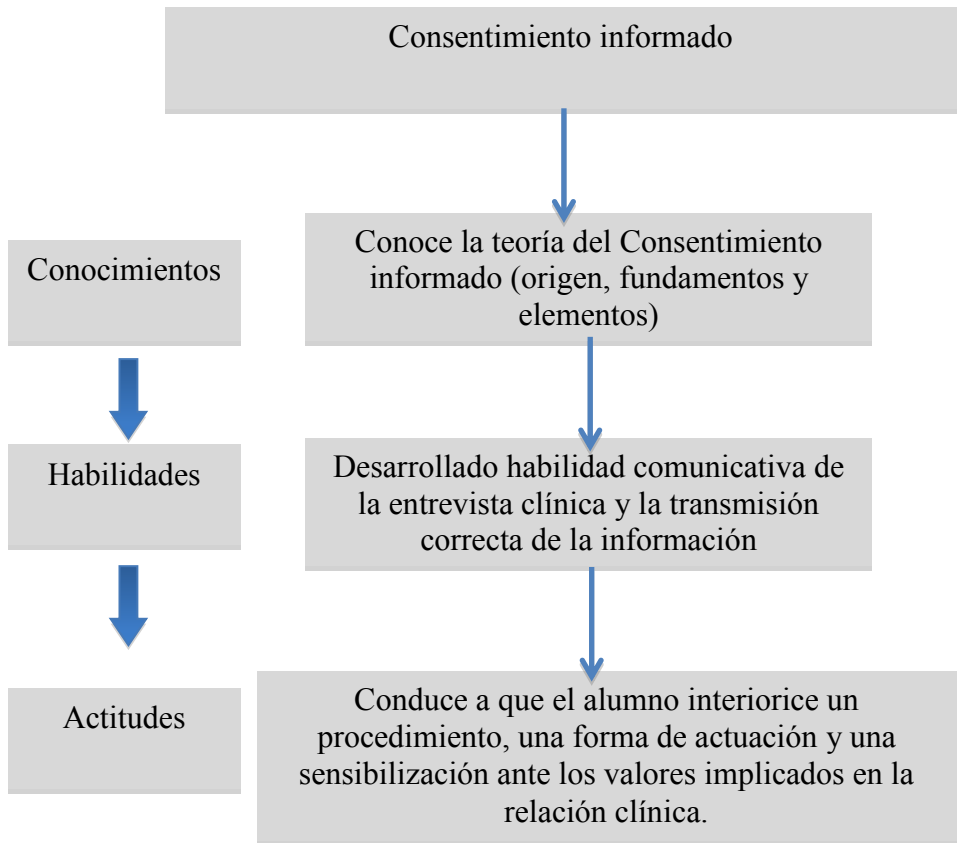 Consentimiento informado
Conocimientos
Conoce la teoría del Consentimiento
informado (origen, fundamentos y
elementos)
Habilidades
Desarrollado habilidad comunicativa de
la entrevista clínica y la transmisión
correcta de la información
Actitudes
Conduce a que el alumno interiorice un
procedimiento, una forma de actuación y una
sensibilización ante los valores implicados en la
relación clínica.